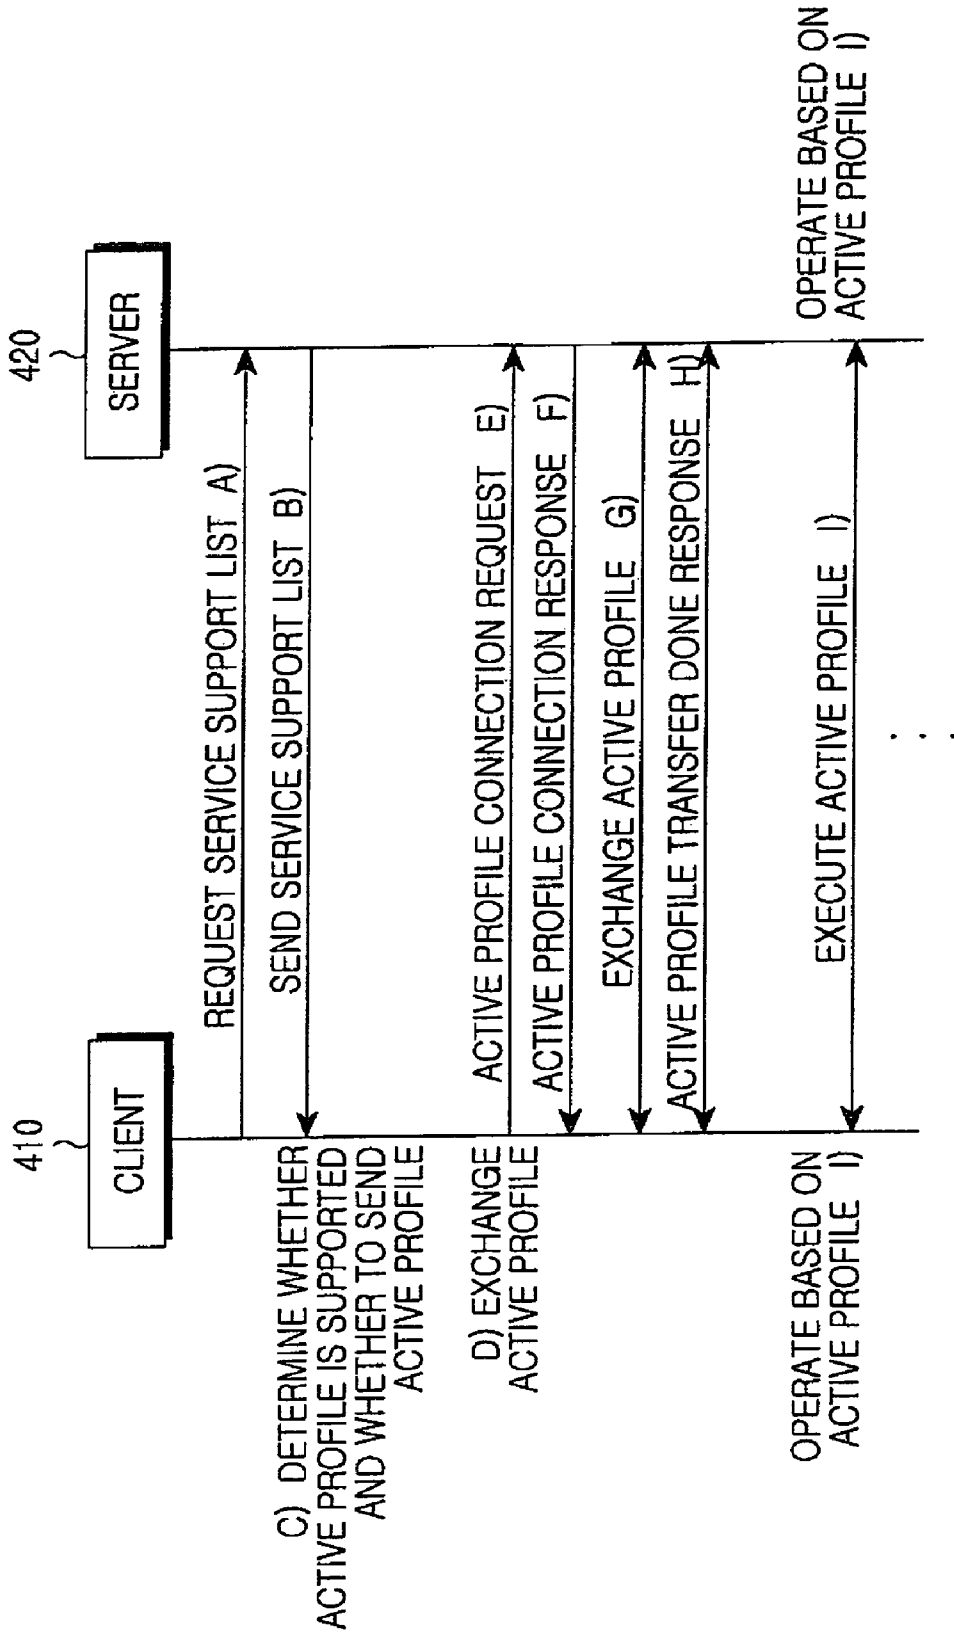 410
CLIENT
420
SERVER
REQUEST SERVICE SUPPORT LIST A)
SEND SERVICE SUPPORT LIST B)
C) DETERMINE WHETHER
ACTIVE PROFILE IS SUPPORTED
AND WHETHER TO SEND
ACTIVE PROFILE
D) EXCHANGE
ACTIVE PROFILE
ACTIVE PROFILE CONNECTION REQUEST E)
ACTIVE PROFILE CONNECTION RESPONSE F)
EXCHANGE ACTIVE PROFILE G)
ACTIVE PROFILE TRANSFER DONE RESPONSE H)
OPERATE BASED ON
ACTIVE PROFILE I)
EXECUTE ACTIVE PROFILE I)
OPERATE BASED ON
ACTIVE PROFILE I)